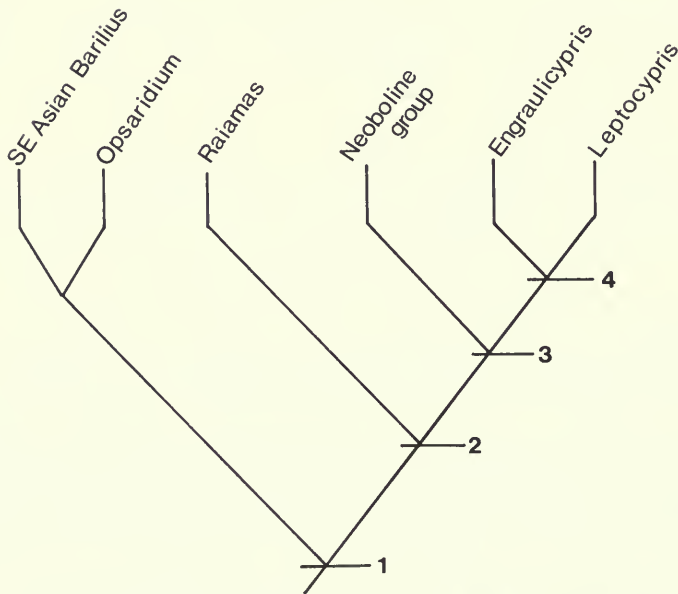 SE Asian Barilius
Opsaridium
Raiamas
Neoboline
group
Engraulicypris
Leptocypris
4
3
2
1